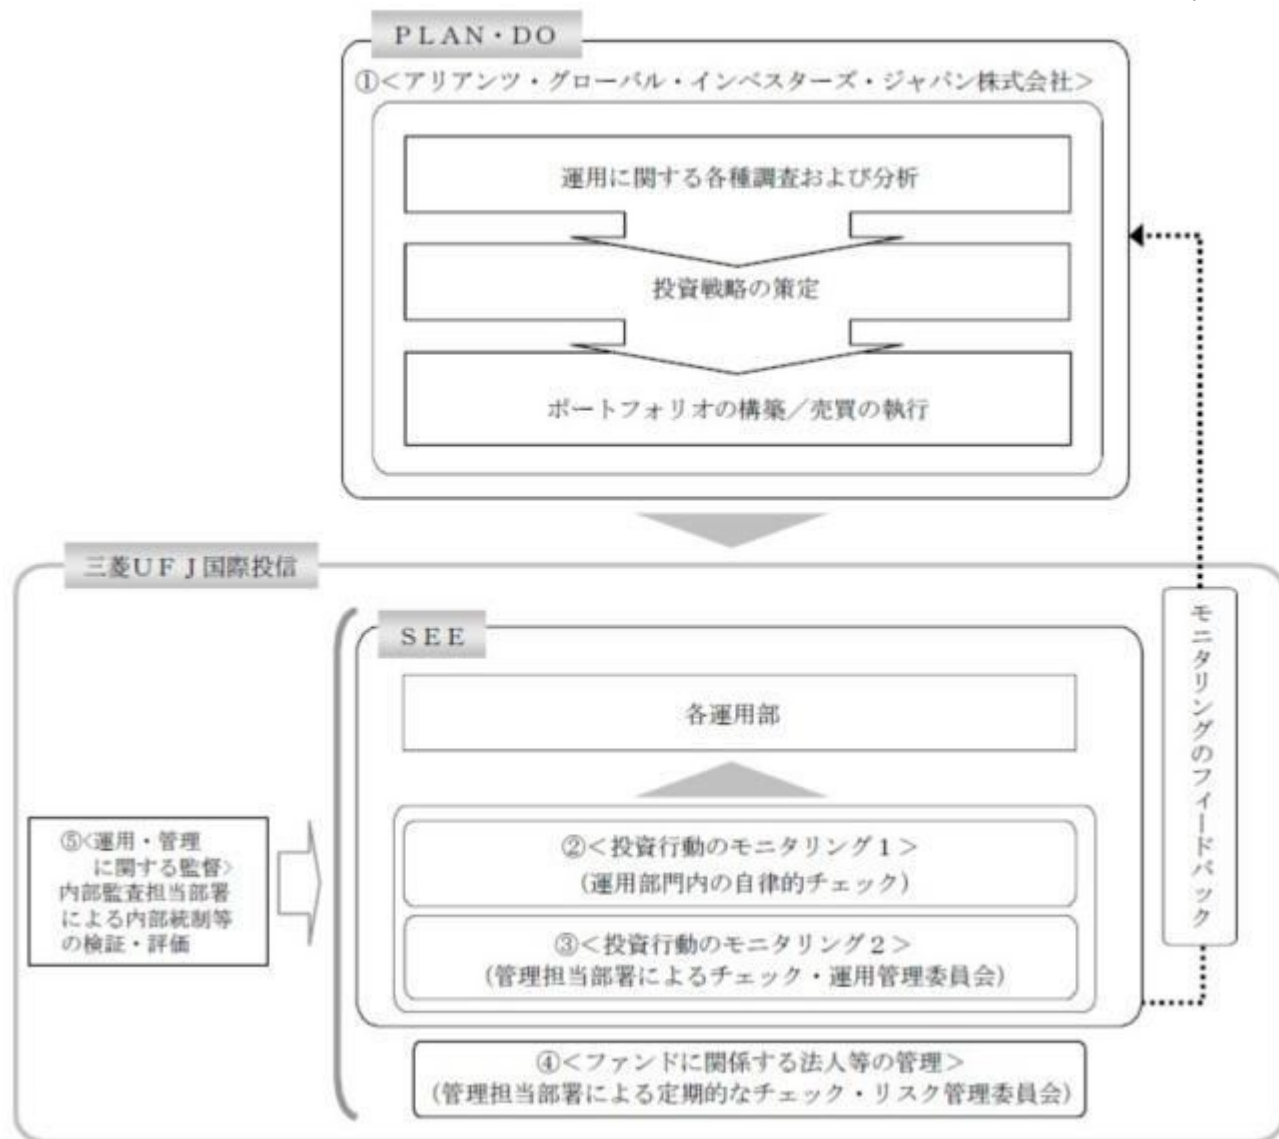 ＰＬＡＮ・ＤＯ
①＜アリアンツ・グローバル・インベスターズ・ジャパン株式会社＞
運用に関する各種調査および分析
投資戦略の策定
ポートフォリオの構築／売買の執行
三菱ＵＦＪ国際投信
ＳＥＥ
各運用部
②＜投資行動のモニタリング１＞
(運用部門内の自律的チェック)
③＜投資行動のモニタリング２＞
(管理担当部署によるチェック・運用管理委員会)
④＜ファンドに関係する法人等の管理＞
(管理担当部署による定期的なチェック・リスク管理委員会)
⑤<運用・管理
に関する監督>
内部監査担当部署
による内部統制等
の検証・評価
モニタリングのフィードバック